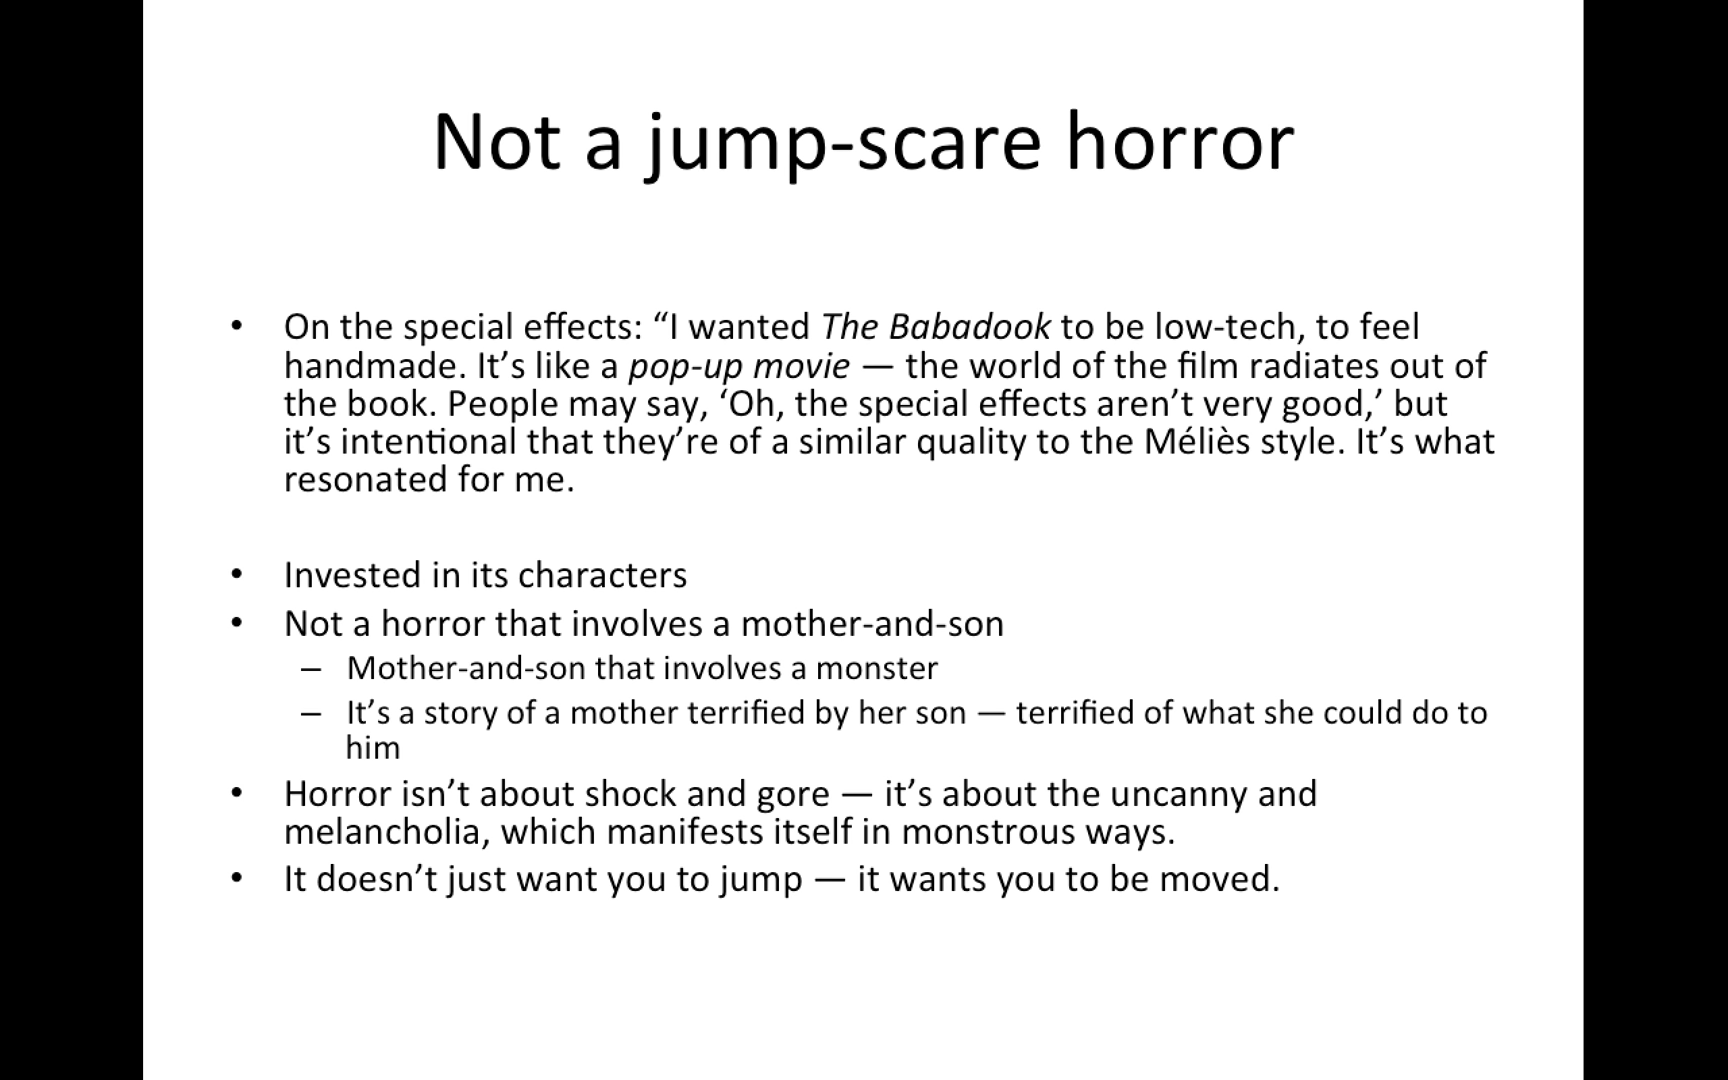 Not a jump-scare horror
• On the special effects: “I wanted The Babadook to be low-tech, to feel
handmade. It’s like a pop-up movie — the world of the film radiates out of
the book. People may say, ‘Oh, the special effects aren’t very good,’ but
it’s intentional that they’re of a similar quality to the Méliès style. It’s what
resonated for me.
• Invested in its characters
• Not a horror that involves a mother-and-son
– Mother-and-son that involves a monster
– It’s a story of a mother terrified by her son — terrified of what she could do to
him
• Horror isn’t about shock and gore — it’s about the uncanny and
melancholia, which manifests itself in monstrous ways.
• It doesn’t just want you to jump — it wants you to be moved.